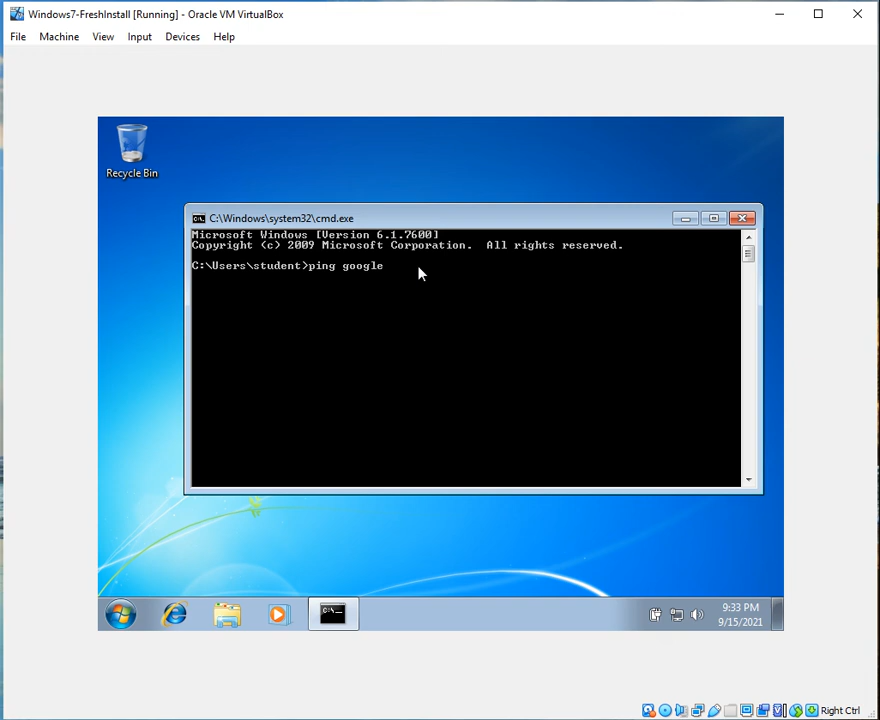 Windows7-FreshInstall [Running] - Oracle VM VirtualBox
File Machine View Input Devices Help
Recycle Bin
C:\Windows\system32\cmd.exe
Microsoft Windows [Version 6.1.7600]
Copyright (c) 2009 Microsoft Corporation. All rights reserved.
C:\Users\student>ping google
9:33 PM
9/15/2021
Right Ctrl